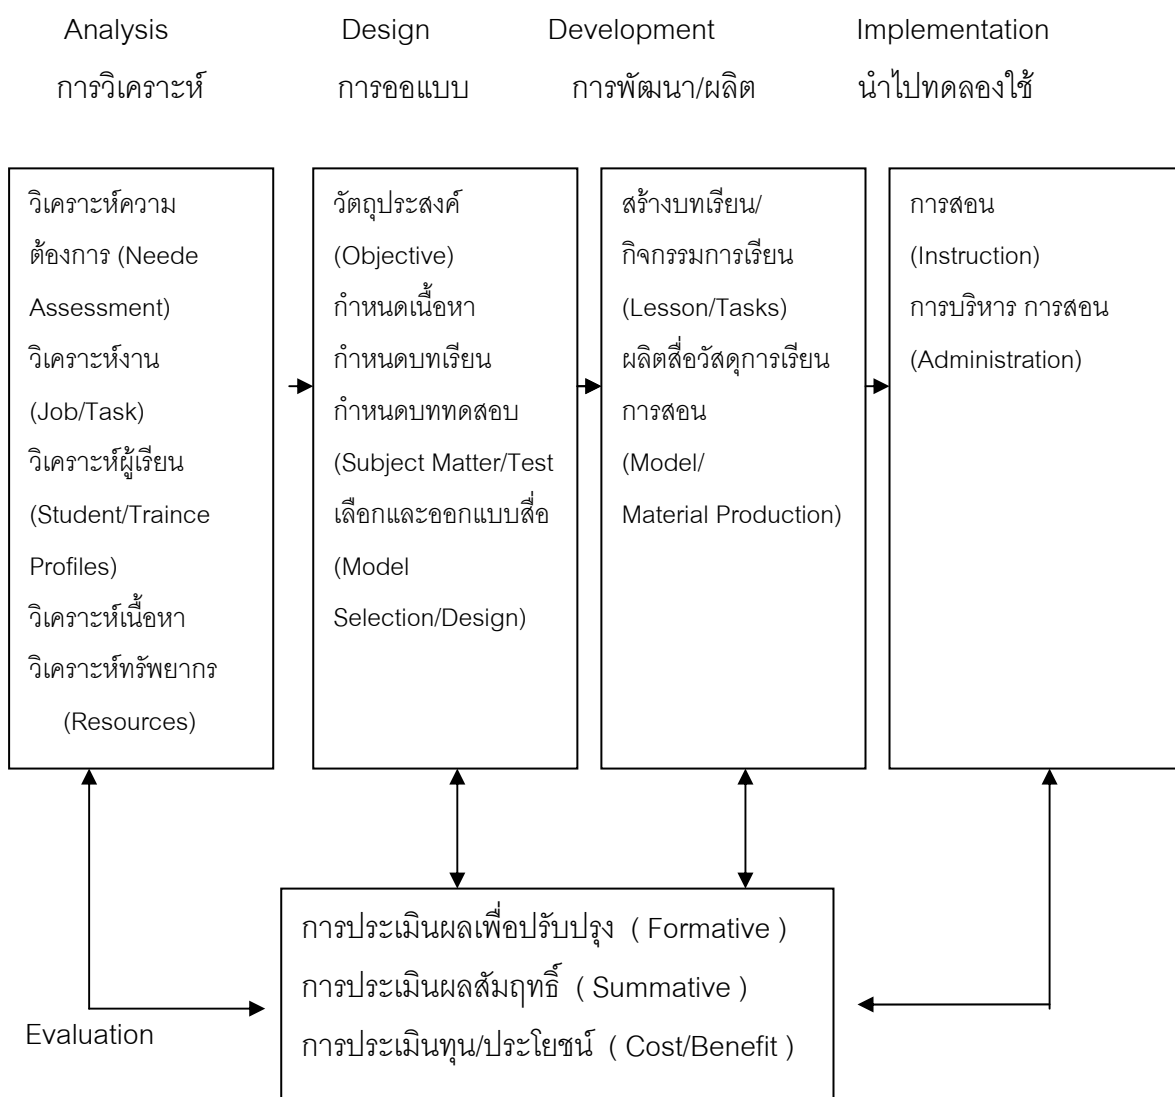 Analysis Design Development Implementation
การวิเคราะห์ การออแบบ การพัฒนา/ผลิต นำไปทดลองใช้
วิเคราะห์ความ
ต้องการ (Neede
Assessment)
วิเคราะห์งาน
(Job/Task)
วิเคราะห์ผู้เรียน
(Student/Traince
Profiles)
วิเคราะห์เนื้อหา
วิเคราะห์ทรัพยากร
(Resources)
วัตถุประสงค์
(Objective)
กำหนดเนื้อหา
กำหนดบทเรียน
กำหนดบททดสอบ
(Subject Matter/Test
เลือกและออกแบบสื่อ
(Model
Selection/Design)
สร้างบทเรียน/
กิจกรรมการเรียน
(Lesson/Tasks)
ผลิตสื่อวัสดุการเรียน
การสอน
(Model/
Material Production)
การสอน
(Instruction)
การบริหาร การสอน
(Administration)
การประเมินผลเพื่อปรับปรุง ( Formative )
การประเมินผลสัมฤทธิ์ ( Summative )
การประเมินทุน/ประโยชน์ ( Cost/Benefit )
Evaluation